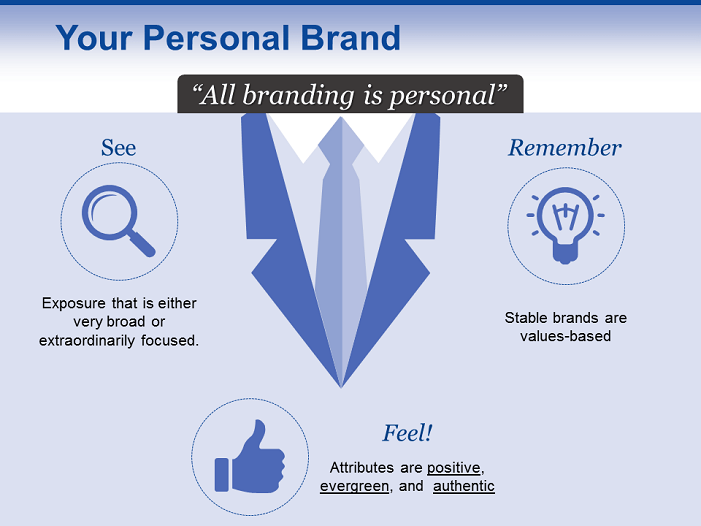 Your Personal Brand
“All branding is personal”
See
Exposure that is either
very broad or
extraordinarily focused.
Remember
Stable brands are
values-based
Feel!
Attributes are positive,
evergreen, and authentic